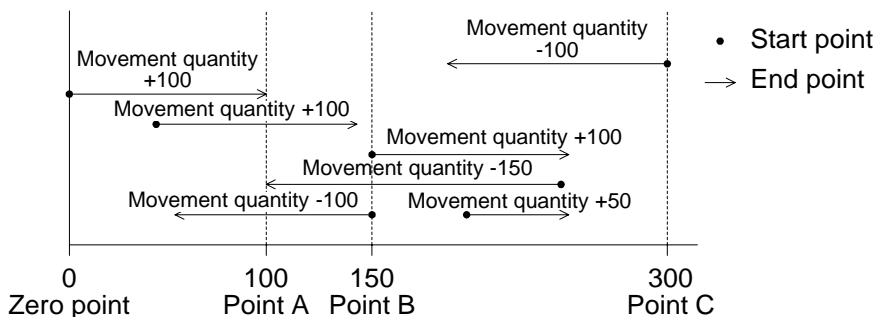 Movement quantity
+100
Movement quantity
-100
Start point
End point
Movement quantity +100
Movement quantity +100
Movement quantity -150
Movement quantity -100
Movement quantity +50
0
100
150
300
Zero point
Point A
Point B
Point C